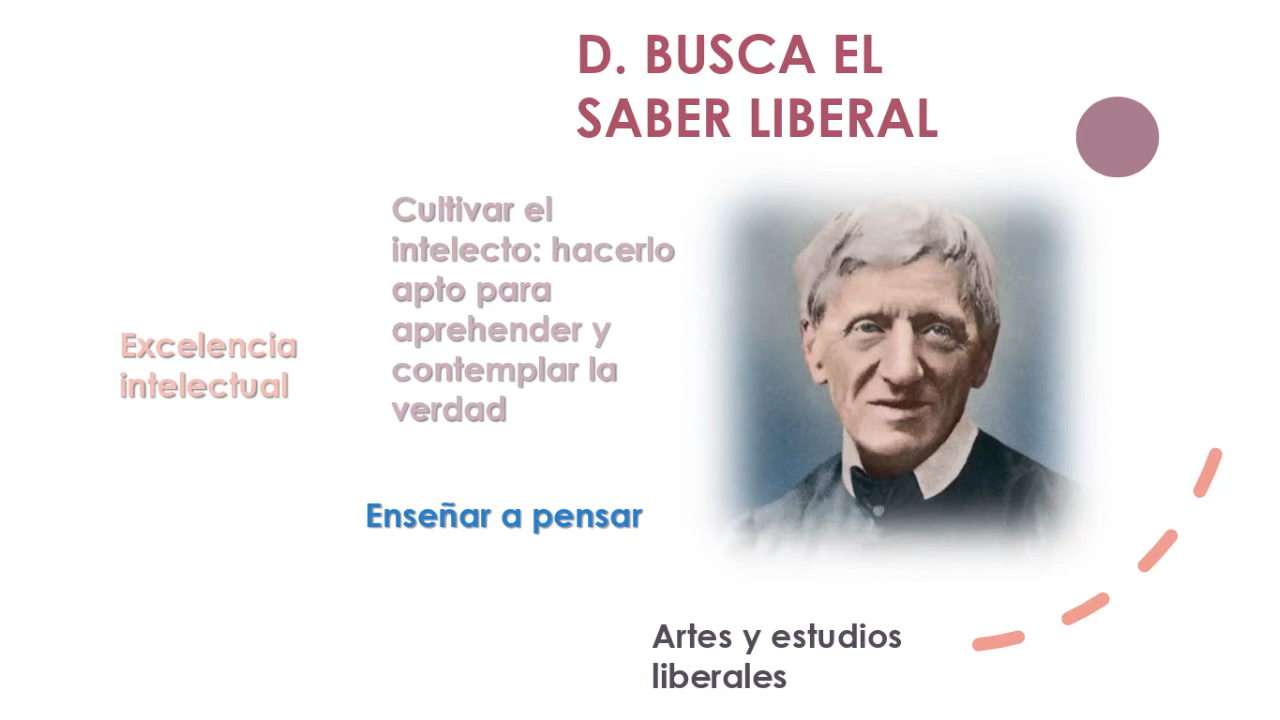 D. BUSCA EL
SABER LIBERAL
Cultivar el
intelecto: hacerlo
apto para
aprehender y
contemplar la
verdad
Excelencia
intelectual
Enseñar a pensar
Artes y estudios
liberales